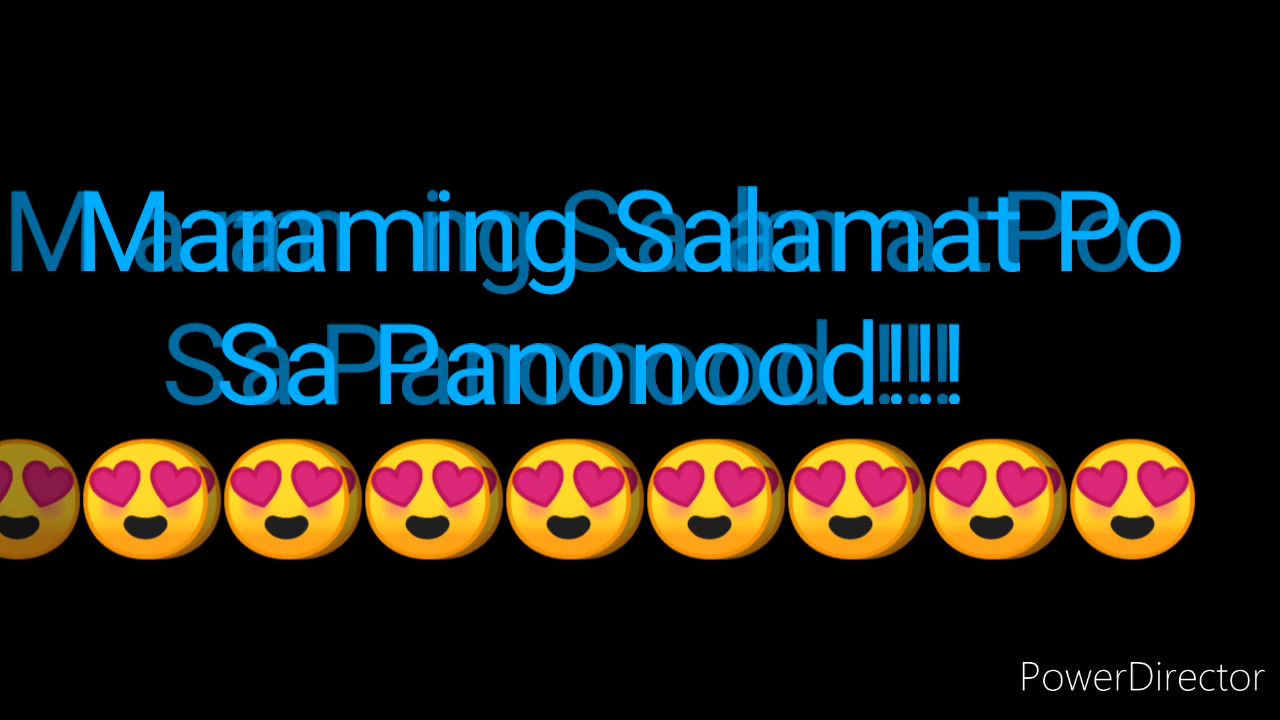 Maraming Salamat Po
Sa Panonood!!!!
😍😍😍😍😍😍😍😍
PowerDirector